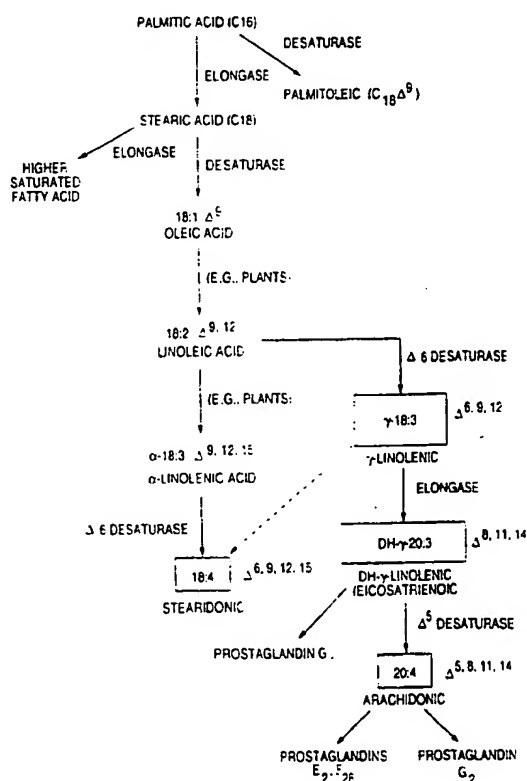 PALMITIC ACID (C16)
DESATURASE
ELONGASE
PALMITOLEIC (C18Δ9)
STEARIC ACID (C18)
ELONGASE
HIGHER
SATURATED
FATTY ACID
DESATURASE
18:1 Δ9
OLEIC ACID
(E.G., PLANTS
18:2 Δ9, 12
LINOLEIC ACID
Δ 6 DESATURASE
(E.G., PLANTS
γ-18:3 Δ6, 9, 12
α-18:3 Δ9, 12, 15
γ-LINOLENIC
α-LINOLENIC ACID
ELONGASE
Δ 6 DESATURASE
DH-γ20:3 Δ8, 11, 14
18:4 Δ6, 9, 12, 15
DH-γ-LINOLENIC
STEARIDONIC
(EICOSATRIENOIC
Δ5 DESATURASE
PROSTAGLANDIN G
20:4 Δ5, 8, 11, 14
ARACHIDONIC
PROSTAGLANDINS
PROSTAGLANDIN
G2